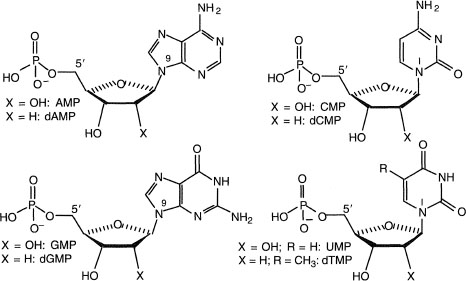 NH₂
N
N
N
N
9
O
P
HO
O⁻
O
5′
O
HO
X
X = OH: AMP
X = H: dAMP
NH₂
N
N
O
1
O
P
HO
O⁻
O
5′
O
HO
X
X = OH: CMP
X = H: dCMP
O
NH
N
N
N
NH₂
9
O
P
HO
O⁻
O
5′
O
HO
X
X = OH: GMP
X = H: dGMP
O
R
NH
N
O
1
O
P
HO
O⁻
O
5′
O
HO
X
X = OH; R = H: UMP
X = H; R = CH₃: dTMP